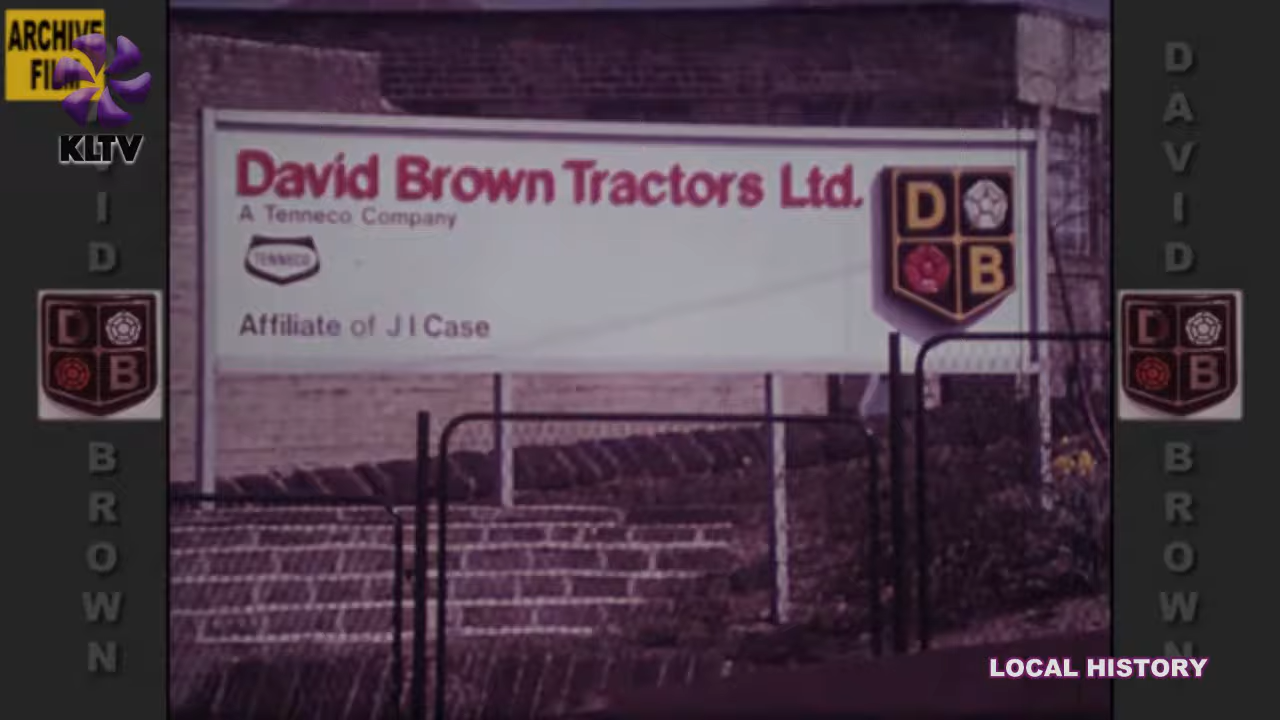 ARCHIVE
FILM
KLTV
David Brown Tractors Ltd.
A Tenneco Company
TENNECO
Affiliate of J I Case
D
B
I
D
D
B
B
R
O
W
N
D
A
V
I
D
D
B
B
R
O
W
N
LOCAL HISTORY